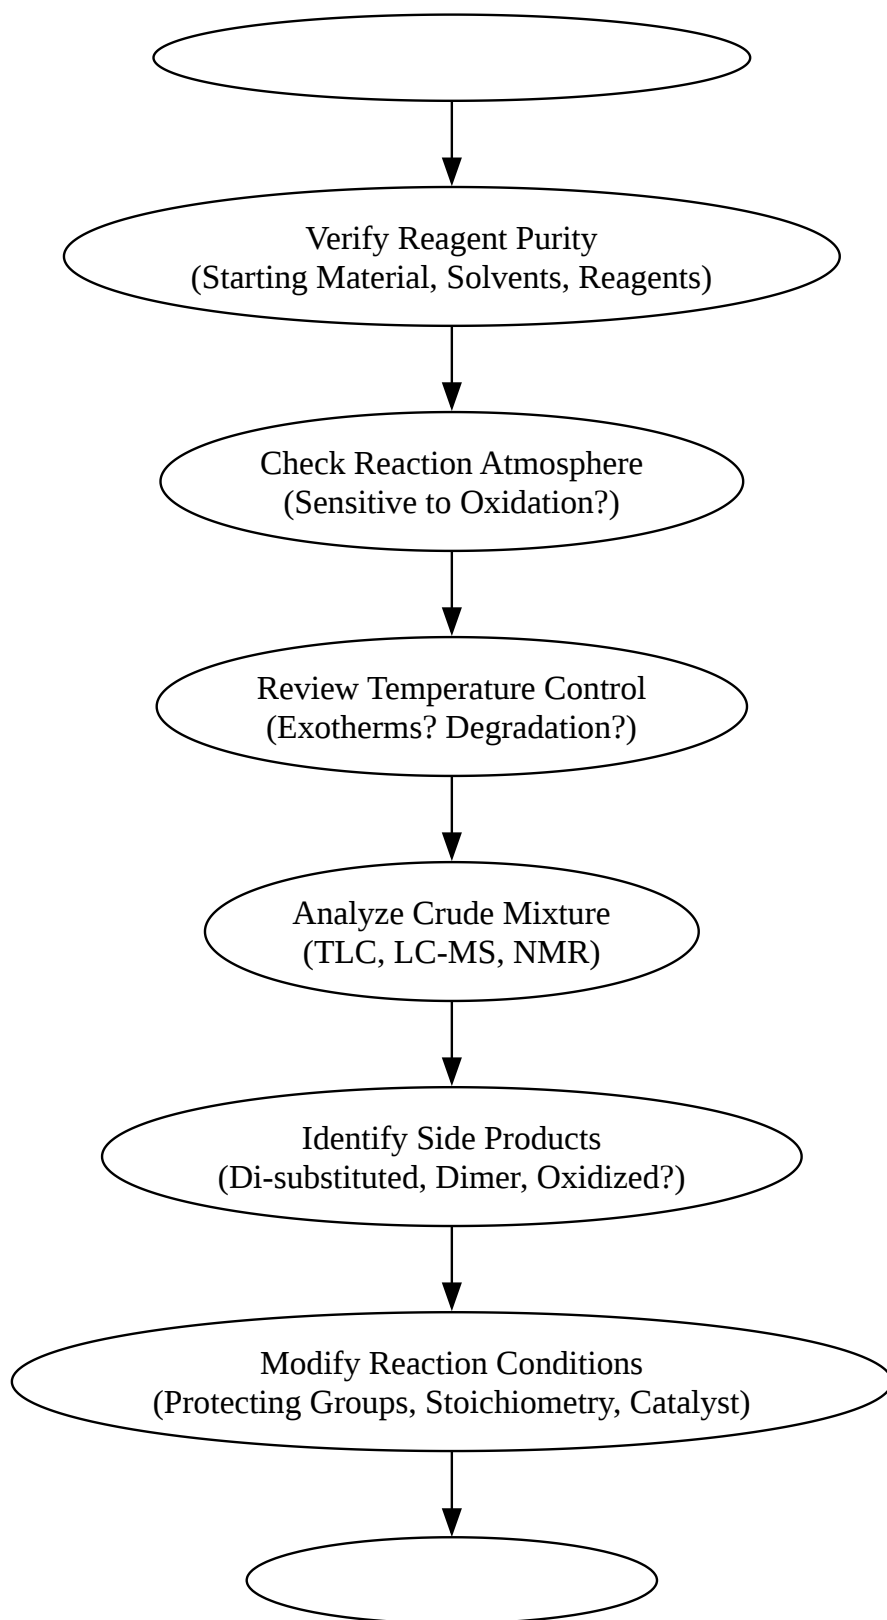 Verify Reagent Purity
(Starting Material, Solvents, Reagents)
Check Reaction Atmosphere
(Sensitive to Oxidation?)
Review Temperature Control
(Exotherms? Degradation?)
Analyze Crude Mixture
(TLC, LC-MS, NMR)
Identify Side Products
(Di-substituted, Dimer, Oxidized?)
Modify Reaction Conditions
(Protecting Groups, Stoichiometry, Catalyst)